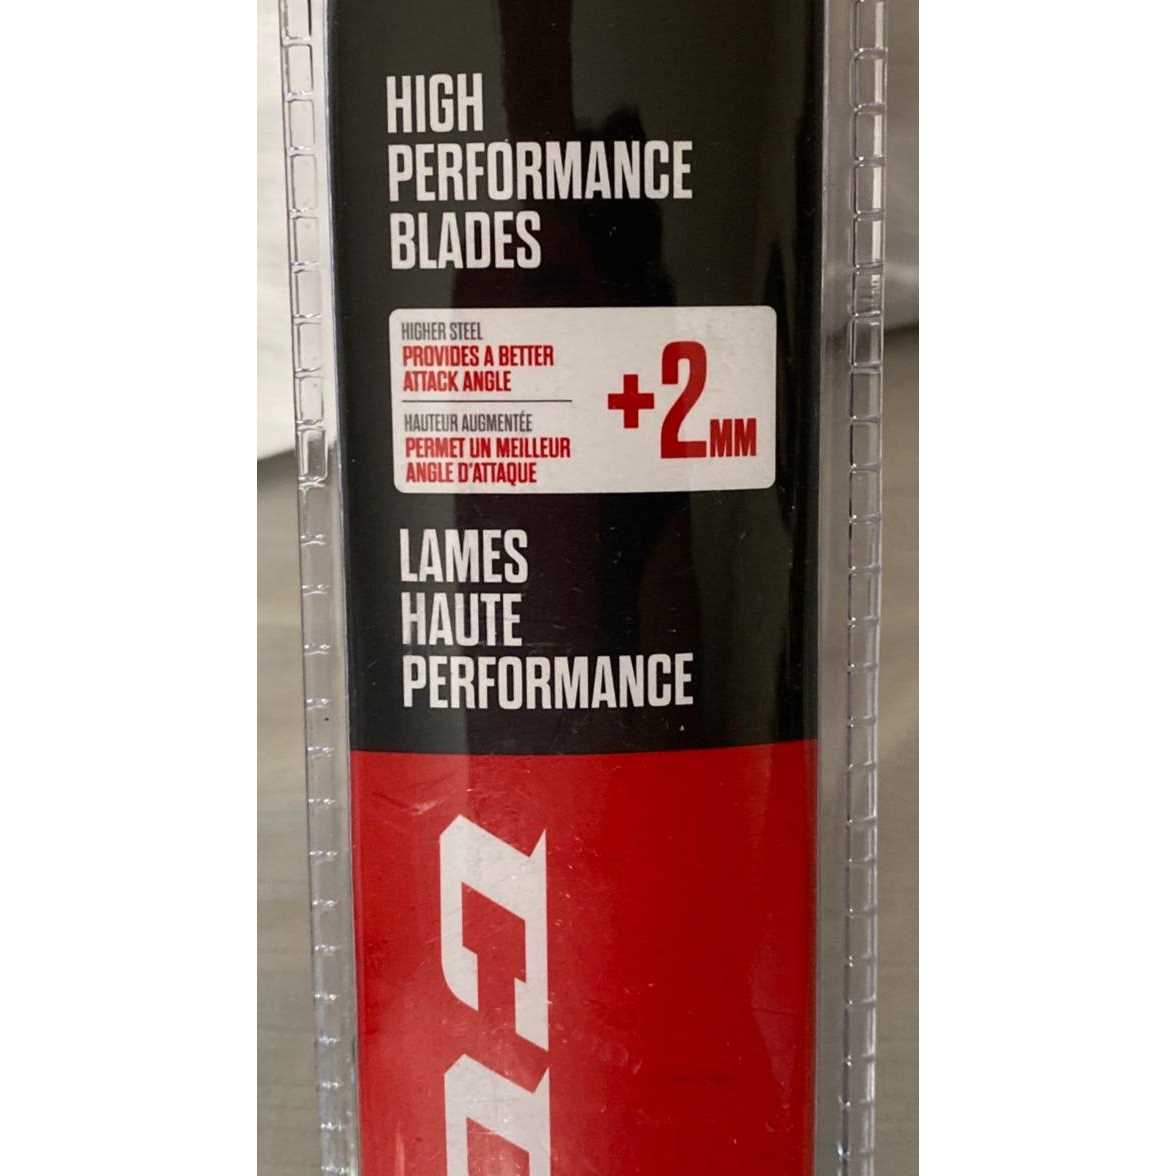 HIGH
PERFORMANCE
BLADES
HIGHER STEEL
PROVIDES A BETTER
ATTACK ANGLE
HAUTEUR AUGMENTÉE
PERMET UN MEILLEUR
ANGLE D'ATTAQUE
+2MM
LAMES
HAUTE
PERFORMANCE